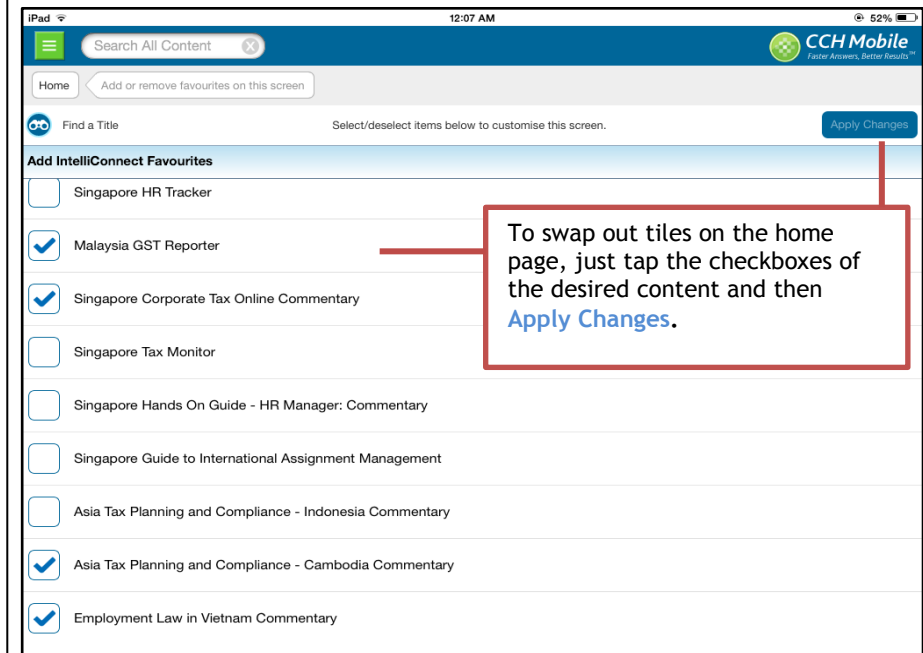 iPad 12:07 AM 52%
Search All Content CCH Mobile
Faster Answers, Better Results™
Home Add or remove favourites on this screen
Find a Title Select/deselect items below to customise this screen. Apply Changes
Add IntelliConnect Favourites
Singapore HR Tracker
Malaysia GST Reporter
Singapore Corporate Tax Online Commentary
Singapore Tax Monitor
Singapore Hands On Guide - HR Manager: Commentary
Singapore Guide to International Assignment Management
Asia Tax Planning and Compliance - Indonesia Commentary
Asia Tax Planning and Compliance - Cambodia Commentary
Employment Law in Vietnam Commentary
To swap out tiles on the home
page, just tap the checkboxes of
the desired content and then
Apply Changes.